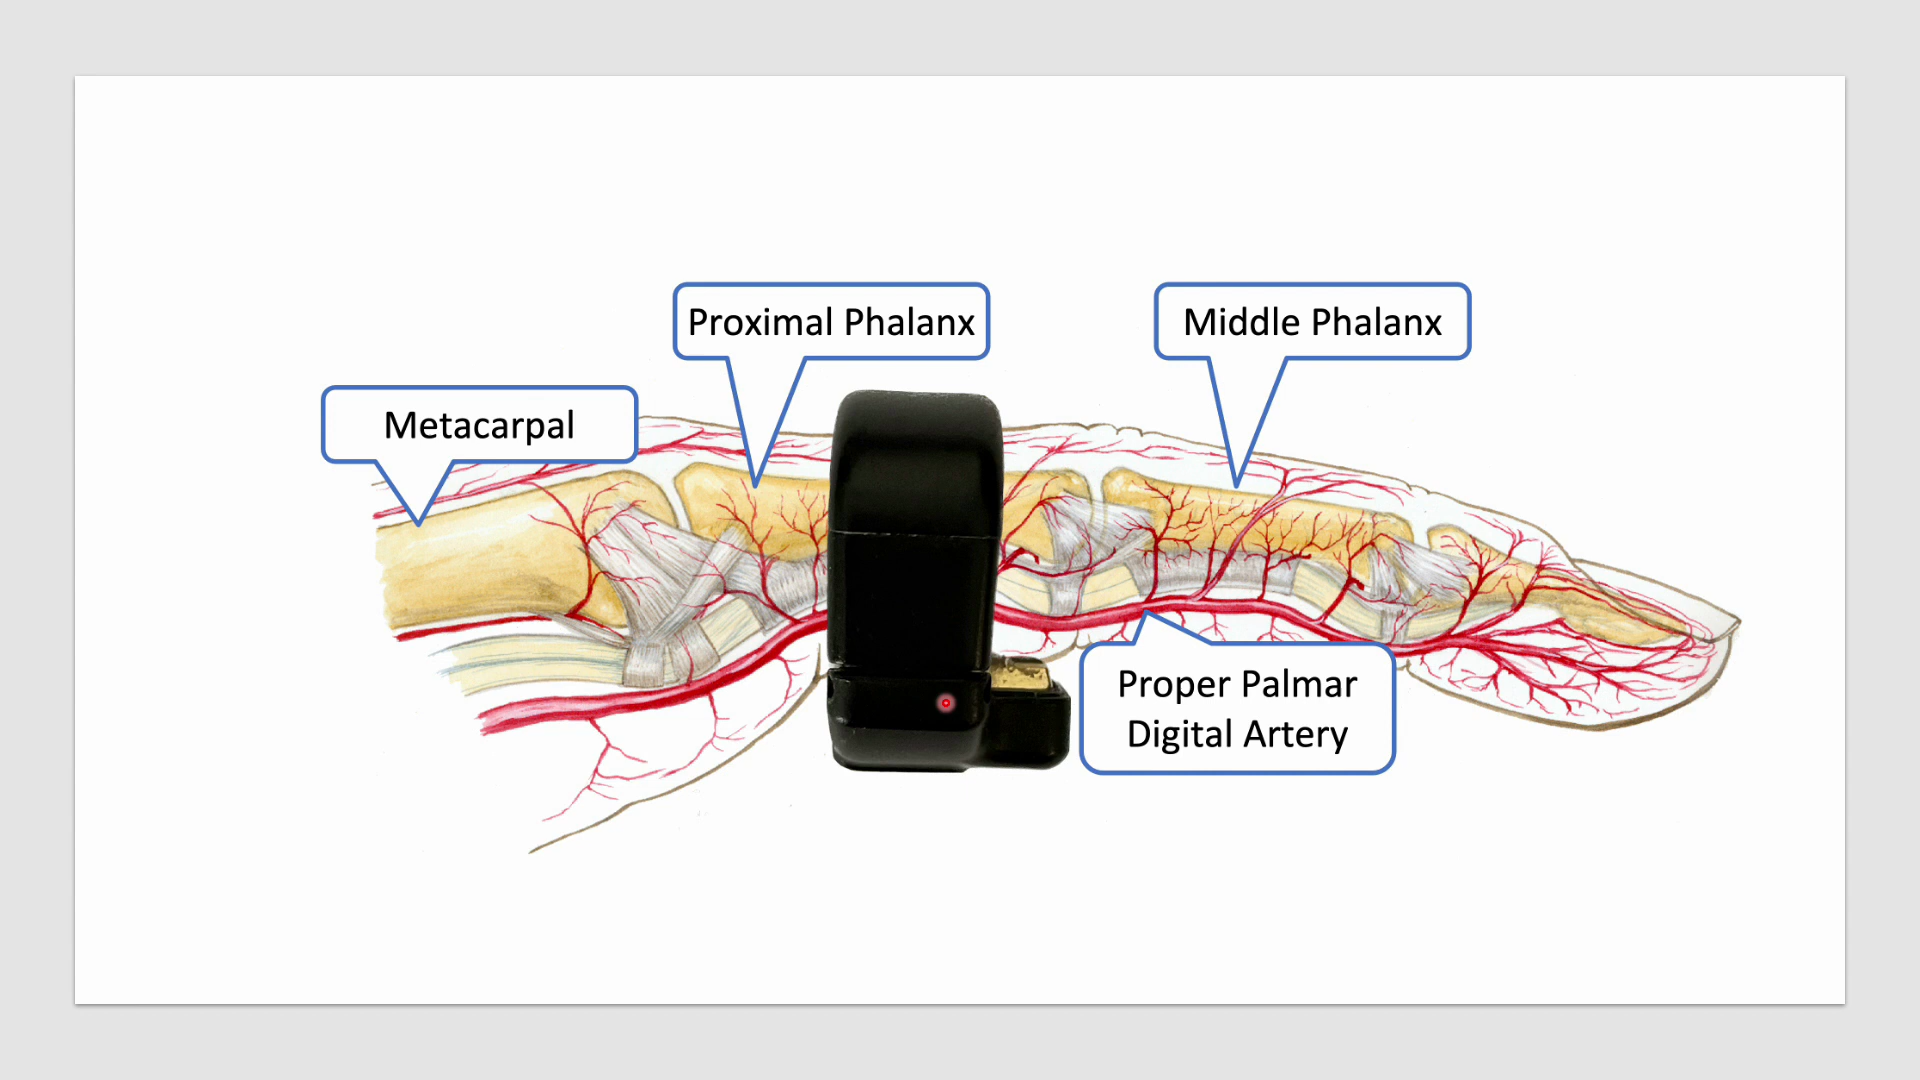 Proximal Phalanx
Middle Phalanx
Metacarpal
Proper Palmar
Digital Artery